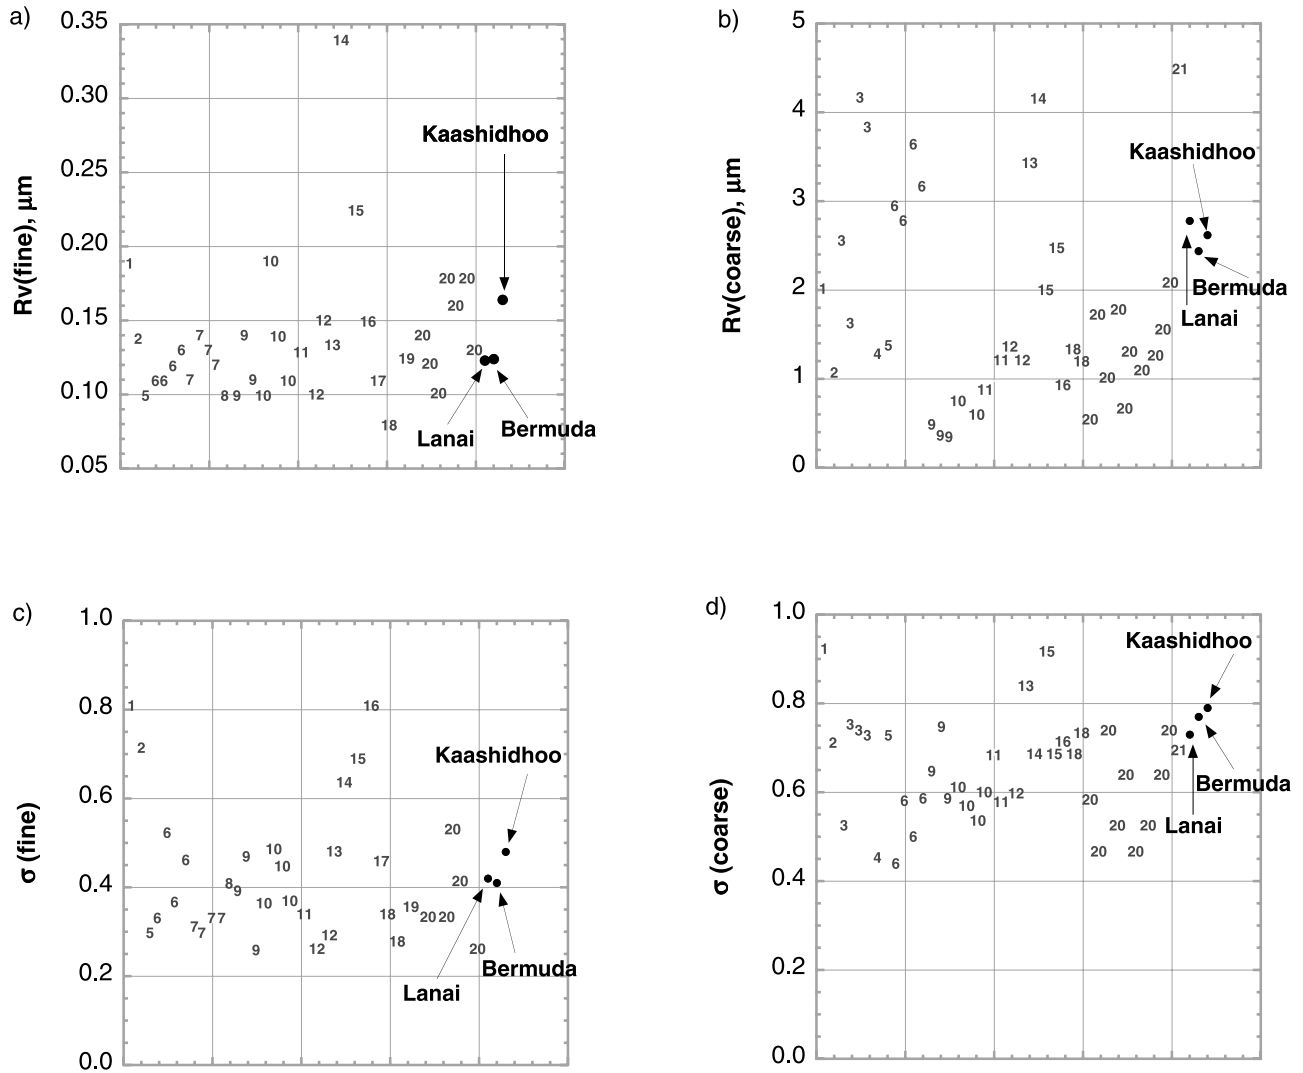 a)
0.35
0.30
0.25
0.20
0.15
0.10
0.05
Rv(fine), μm
14
Kaashidhoo
15
1
10
20 20
20
15 16
2 7 9 10 20
6 7 11 13 19 20
6 7 20
66 7 9 10 17
5 8 9 10 12 20
18
Lanai
Bermuda
b)
5
4
3
2
1
0
Rv(coarse), μm
21
3 14
3
6 13
6
6
6
3 15
Kaashidhoo
1 15 20
Bermuda
Lanai
3 20 20
20
5 12 18 20 20
4 11 12 18
2 20 20
11 16
10 20
9 10 20
99
c)
1.0
0.8
0.6
0.4
0.2
0.0
σ (fine)
1 16
2
15
14
Kaashidhoo
6 20
6 9 10 13 17
10
8 9 20
6 10 10 19
6 77 11 18 20 20
5 7 7 12
9 12 18 20
Bermuda
Lanai
d)
1.0
0.8
0.6
0.4
0.2
0.0
σ (coarse)
Kaashidhoo
1 15
13
3 3 3 5 9 18 20 20
2 16
11 14 15 18 21
9 20 20
Bermuda
10 10 12
6 6 9 10 11 20
3 10 20 20
Lanai
6
4 20 20
6